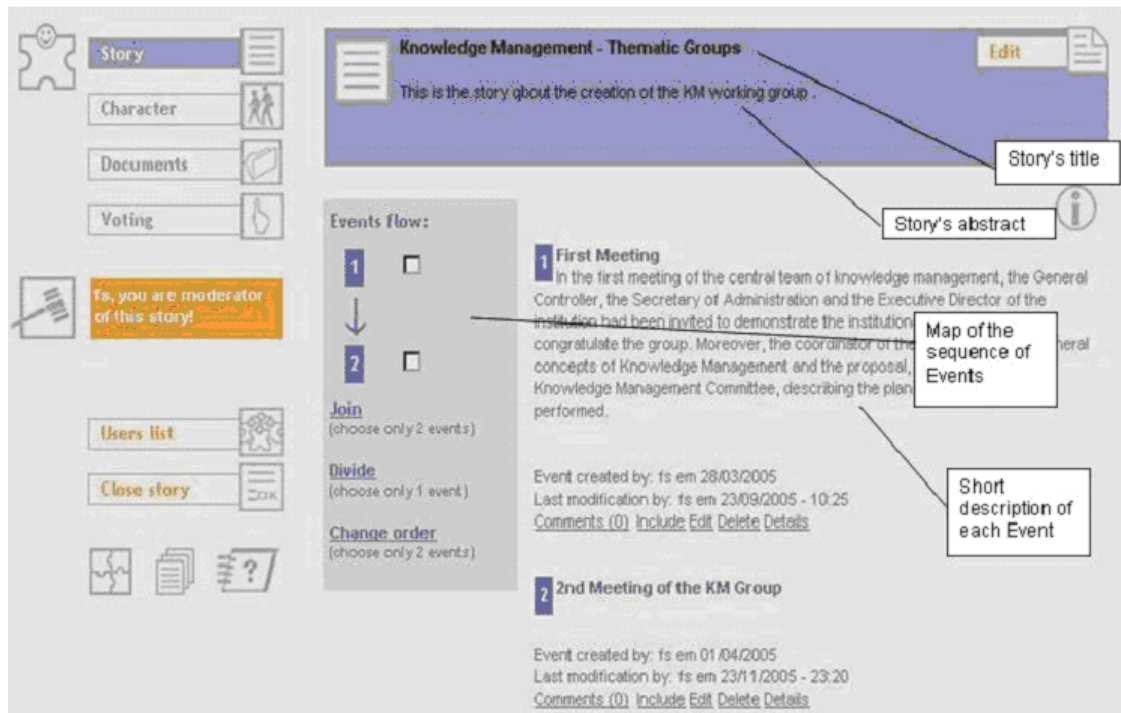 Story
Character
Documents
Voting
fs, you are moderator
of this story!
Users list
Close story
OK
?
Knowledge Management - Thematic Groups
This is the story about the creation of the KM working group .
Edit
Story's title
Story's abstract
i
Events flow:
1
2
Join
(choose only 2 events)
Divide
(choose only 1 event)
Change order
(choose only 2 events)
1 First Meeting
In the first meeting of the central team of knowledge management, the General
Controller, the Secretary of Administration and the Executive Director of the
institution had been invited to demonstrate the institution
congratulate the group. Moreover, the coordinator of the
concepts of Knowledge Management and the proposal,
Knowledge Management Committee, describing the plan
performed.
Map of the
sequence of
Events
Event created by: fs em 28/03/2005
Last modification by: fs em 23/09/2005 - 10:25
Comments (0) Include Edit Delete Details
Short
description of
each Event
2 2nd Meeting of the KM Group
Event created by: fs em 01/04/2005
Last modification by: fs em 23/11/2005 - 23:20
Comments (0) Include Edit Delete Details